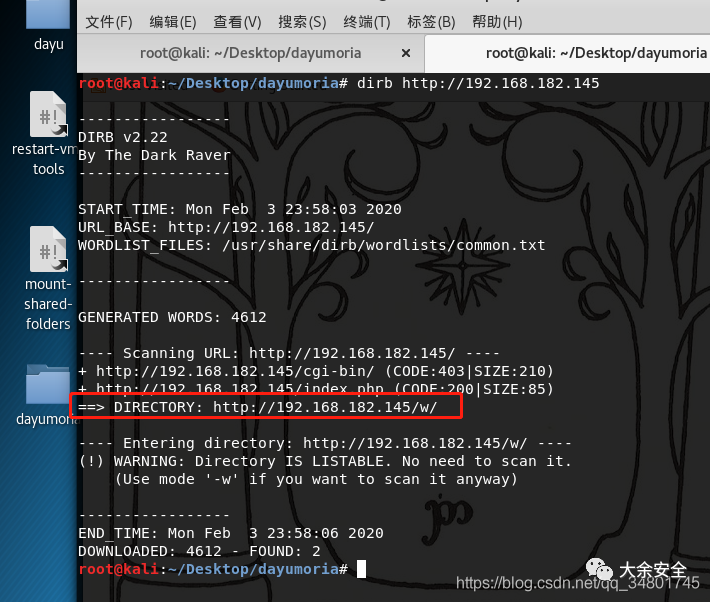 文件(F) 编辑(E) 查看(V) 搜索(S) 终端(T) 标签(B) 帮助(H)
root@kali: ~/Desktop/dayumoria × root@kali: ~/Desktop/dayumoria
dayu
restart-vm
tools
mount-
shared-
folders
dayumoria
root@kali:~/Desktop/dayumoria# dirb http://192.168.182.145
-----------------
DIRB v2.22
By The Dark Raver
-----------------
START_TIME: Mon Feb  3 23:58:03 2020
URL_BASE: http://192.168.182.145/
WORDLIST_FILES: /usr/share/dirb/wordlists/common.txt
-----------------
GENERATED WORDS: 4612
---- Scanning URL: http://192.168.182.145/ ----
+ http://192.168.182.145/cgi-bin/ (CODE:403|SIZE:210)
+ http://192.168.182.145/index.php (CODE:200|SIZE:85)
==> DIRECTORY: http://192.168.182.145/w/
---- Entering directory: http://192.168.182.145/w/ ----
(!) WARNING: Directory IS LISTABLE. No need to scan it.
(Use mode '-w' if you want to scan it anyway)
-----------------
END_TIME: Mon Feb  3 23:58:06 2020
DOWNLOADED: 4612 - FOUND: 2
root@kali:~/Desktop/dayumoria#
大余安全
https://blog.csdn.net/qq_34801745